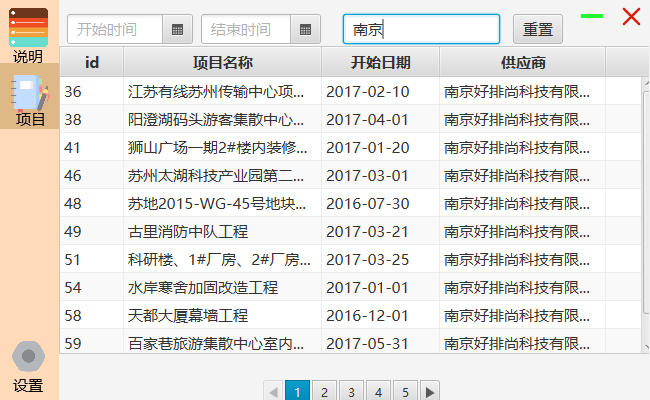 开始时间 结束时间 南京 重置
说明
项目
设置
id 项目名称 开始日期 供应商
36 江苏有线苏州传输中心项... 2017-02-10 南京好排尚科技有限...
38 阳澄湖码头游客集散中心... 2017-04-01 南京好排尚科技有限...
41 狮山广场一期2#楼内装修... 2017-01-20 南京好排尚科技有限...
46 苏州太湖科技产业园第二... 2017-03-01 南京好排尚科技有限...
48 苏地2015-WG-45号地块... 2016-07-30 南京好排尚科技有限...
49 古里消防中队工程 2017-03-21 南京好排尚科技有限...
51 科研楼、1#厂房、2#厂房... 2017-03-25 南京好排尚科技有限...
54 水岸寒舍加固改造工程 2017-01-01 南京好排尚科技有限...
58 天都大厦幕墙工程 2016-12-01 南京好排尚科技有限...
59 百家巷旅游集散中心室内... 2017-05-31 南京好排尚科技有限...
1 2 3 4 5